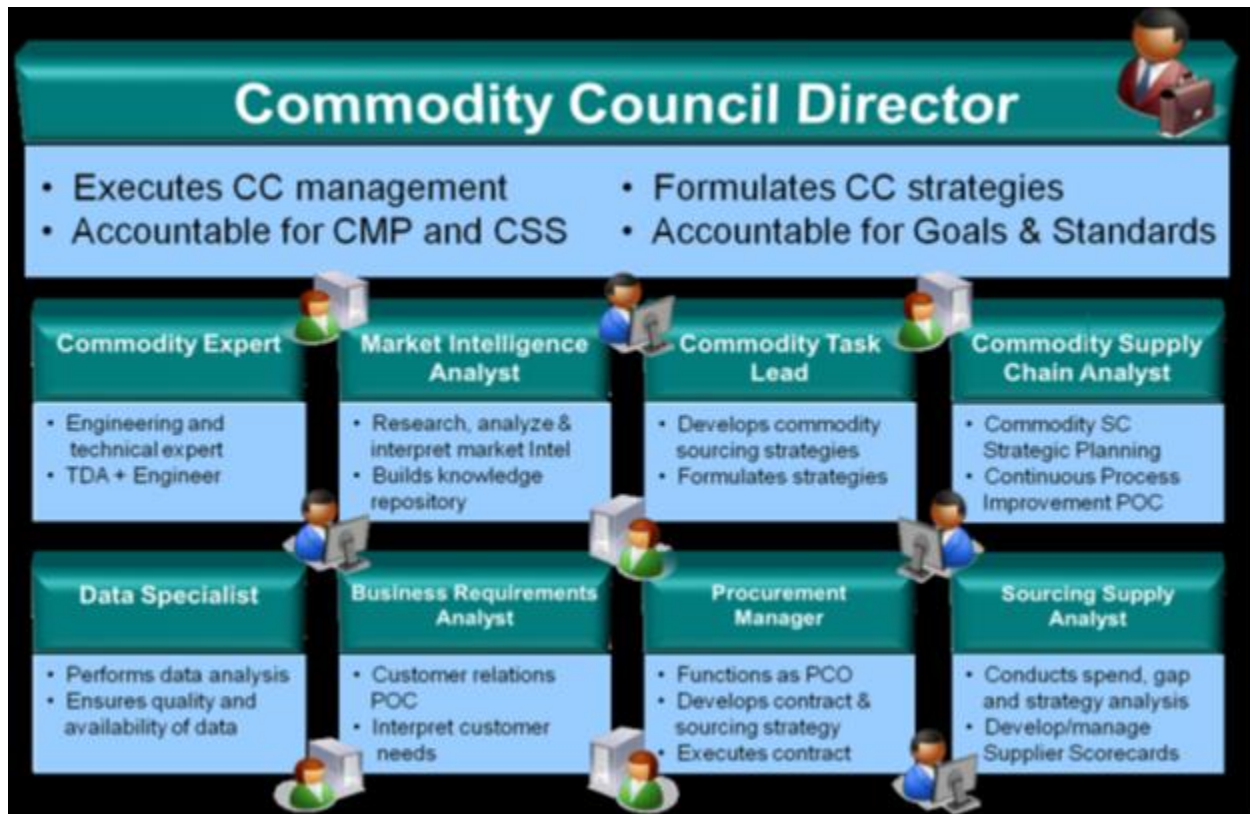 Commodity Council Director
• Executes CC management
• Accountable for CMP and CSS
• Formulates CC strategies
• Accountable for Goals & Standards
Commodity Expert
• Engineering and
technical expert
• TDA + Engineer
Market Intelligence
Analyst
• Research, analyze &
interpret market Intel
• Builds knowledge
repository
Commodity Task
Lead
• Develops commodity
sourcing strategies
• Formulates strategies
Commodity Supply
Chain Analyst
• Commodity SC
Strategic Planning
• Continuous Process
Improvement POC
Data Specialist
• Performs data analysis
• Ensures quality and
availability of data
Business Requirements
Analyst
• Customer relations
POC
• Interpret customer
needs
Procurement
Manager
• Functions as PCO
• Develops contract &
sourcing strategy
• Executes contract
Sourcing Supply
Analyst
• Conducts spend, gap
and strategy analysis
• Develop/manage
Supplier Scorecards